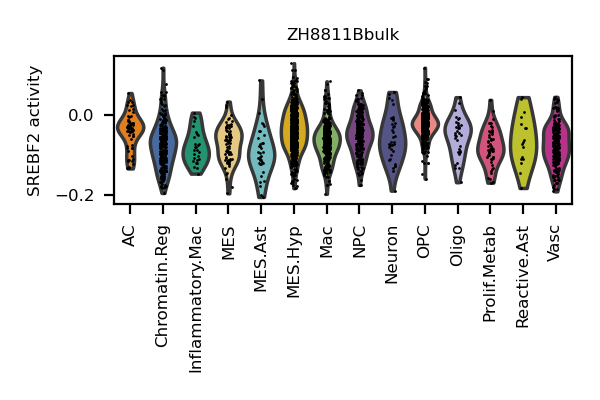 ZH8811Bbulk
SREBF2 activity
0.0
−0.2
AC
Chromatin.Reg
Inflammatory.Mac
MES
MES.Ast
MES.Hyp
Mac
NPC
Neuron
OPC
Oligo
Prolif.Metab
Reactive.Ast
Vasc